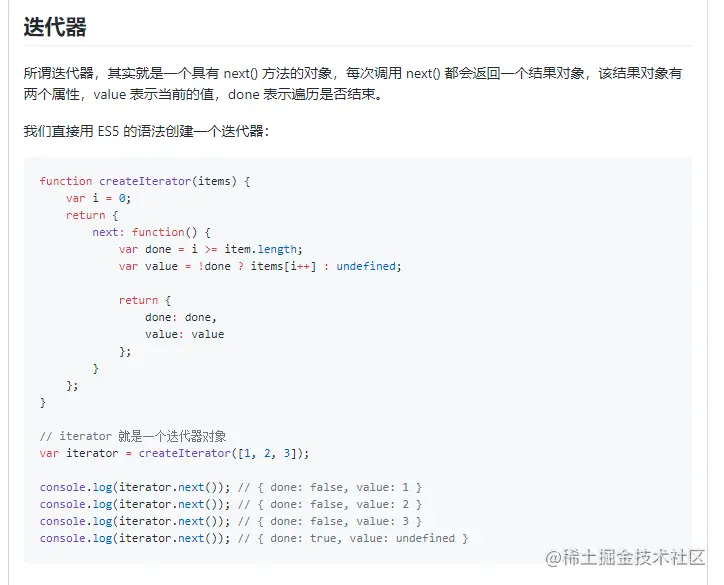 迭代器
所谓迭代器，其实就是一个具有 next() 方法的对象，每次调用 next() 都会返回一个结果对象，该结果对象有
两个属性，value 表示当前的值，done 表示遍历是否结束。
我们直接用 ES5 的语法创建一个迭代器：
function createIterator(items) {
    var i = 0;
    return {
        next: function() {
            var done = i >= item.length;
            var value = !done ? items[i++] : undefined;
            return {
                done: done,
                value: value
            };
        }
    };
}
// iterator 就是一个迭代器对象
var iterator = createIterator([1, 2, 3]);
console.log(iterator.next()); // { done: false, value: 1 }
console.log(iterator.next()); // { done: false, value: 2 }
console.log(iterator.next()); // { done: false, value: 3 }
console.log(iterator.next()); // { done: true, value: undefined }
@稀土掘金技术社区